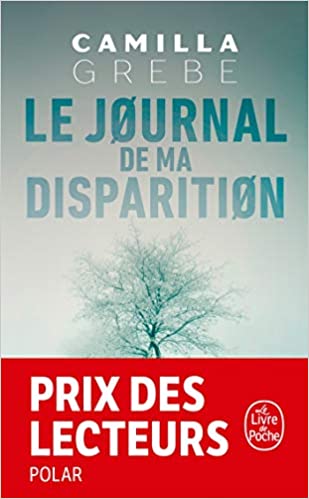 CAMILLA
GREBE
LE JØURNAL
DE MA
DISPARITIØN
PRIX DES
LECTEURS
POLAR
Le
Livre
de
Poche